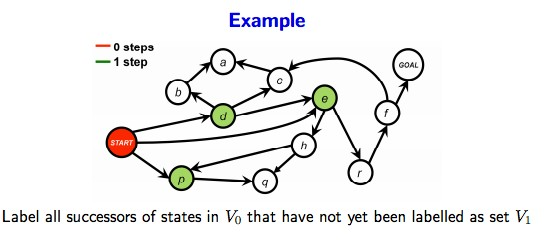 Example
0 steps
1 step
a
GOAL
c
b
e
d
f
START
h
r
p
q
Label all successors of states in V₀ that have not yet been labelled as set V₁